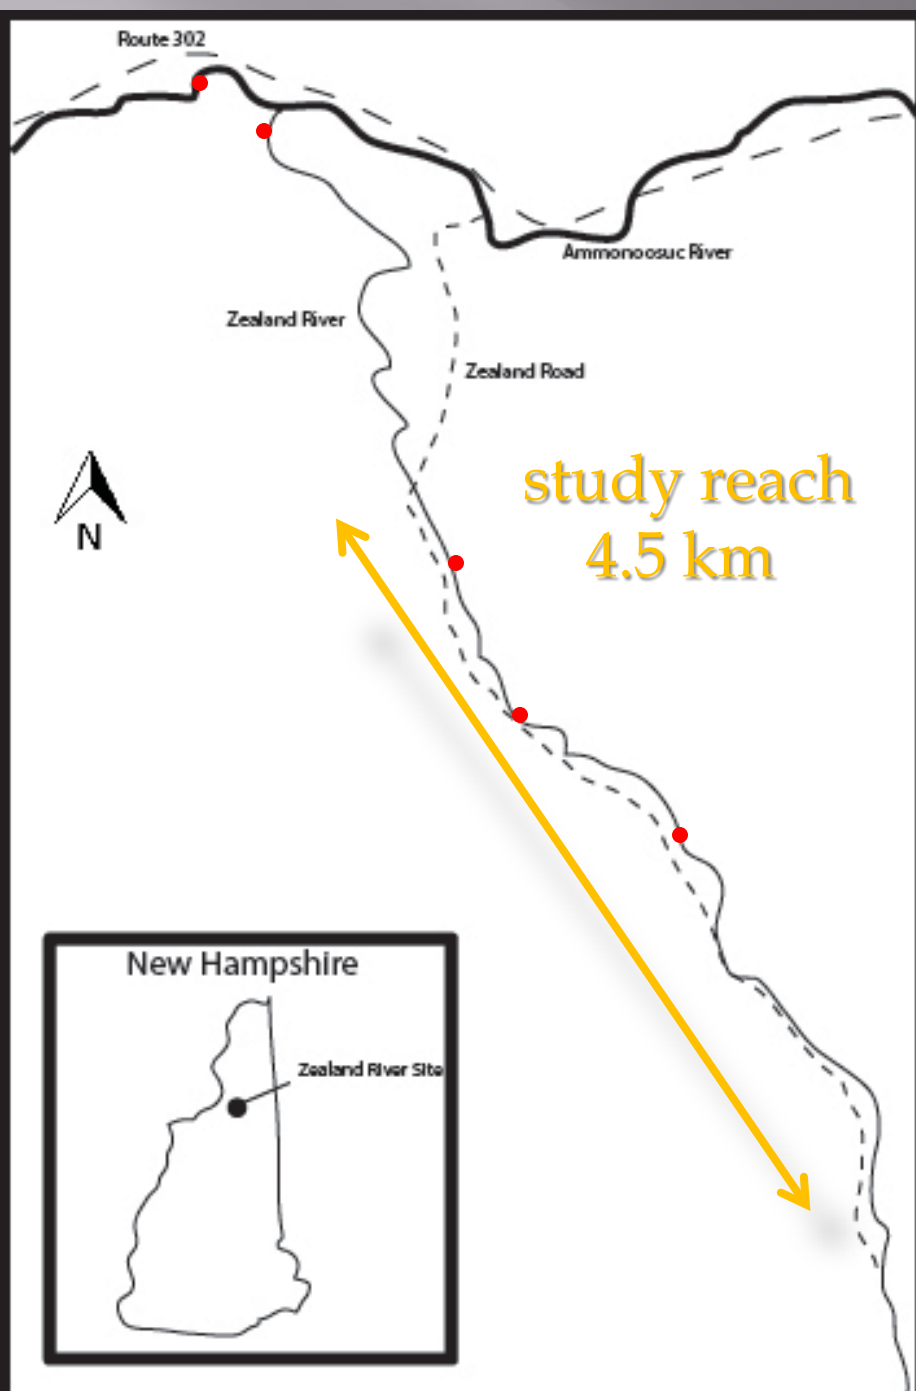 Route 302
Ammonoosuc River
Zealand River
Zealand Road
study reach
4.5 km
N
New Hampshire
Zealand River Site